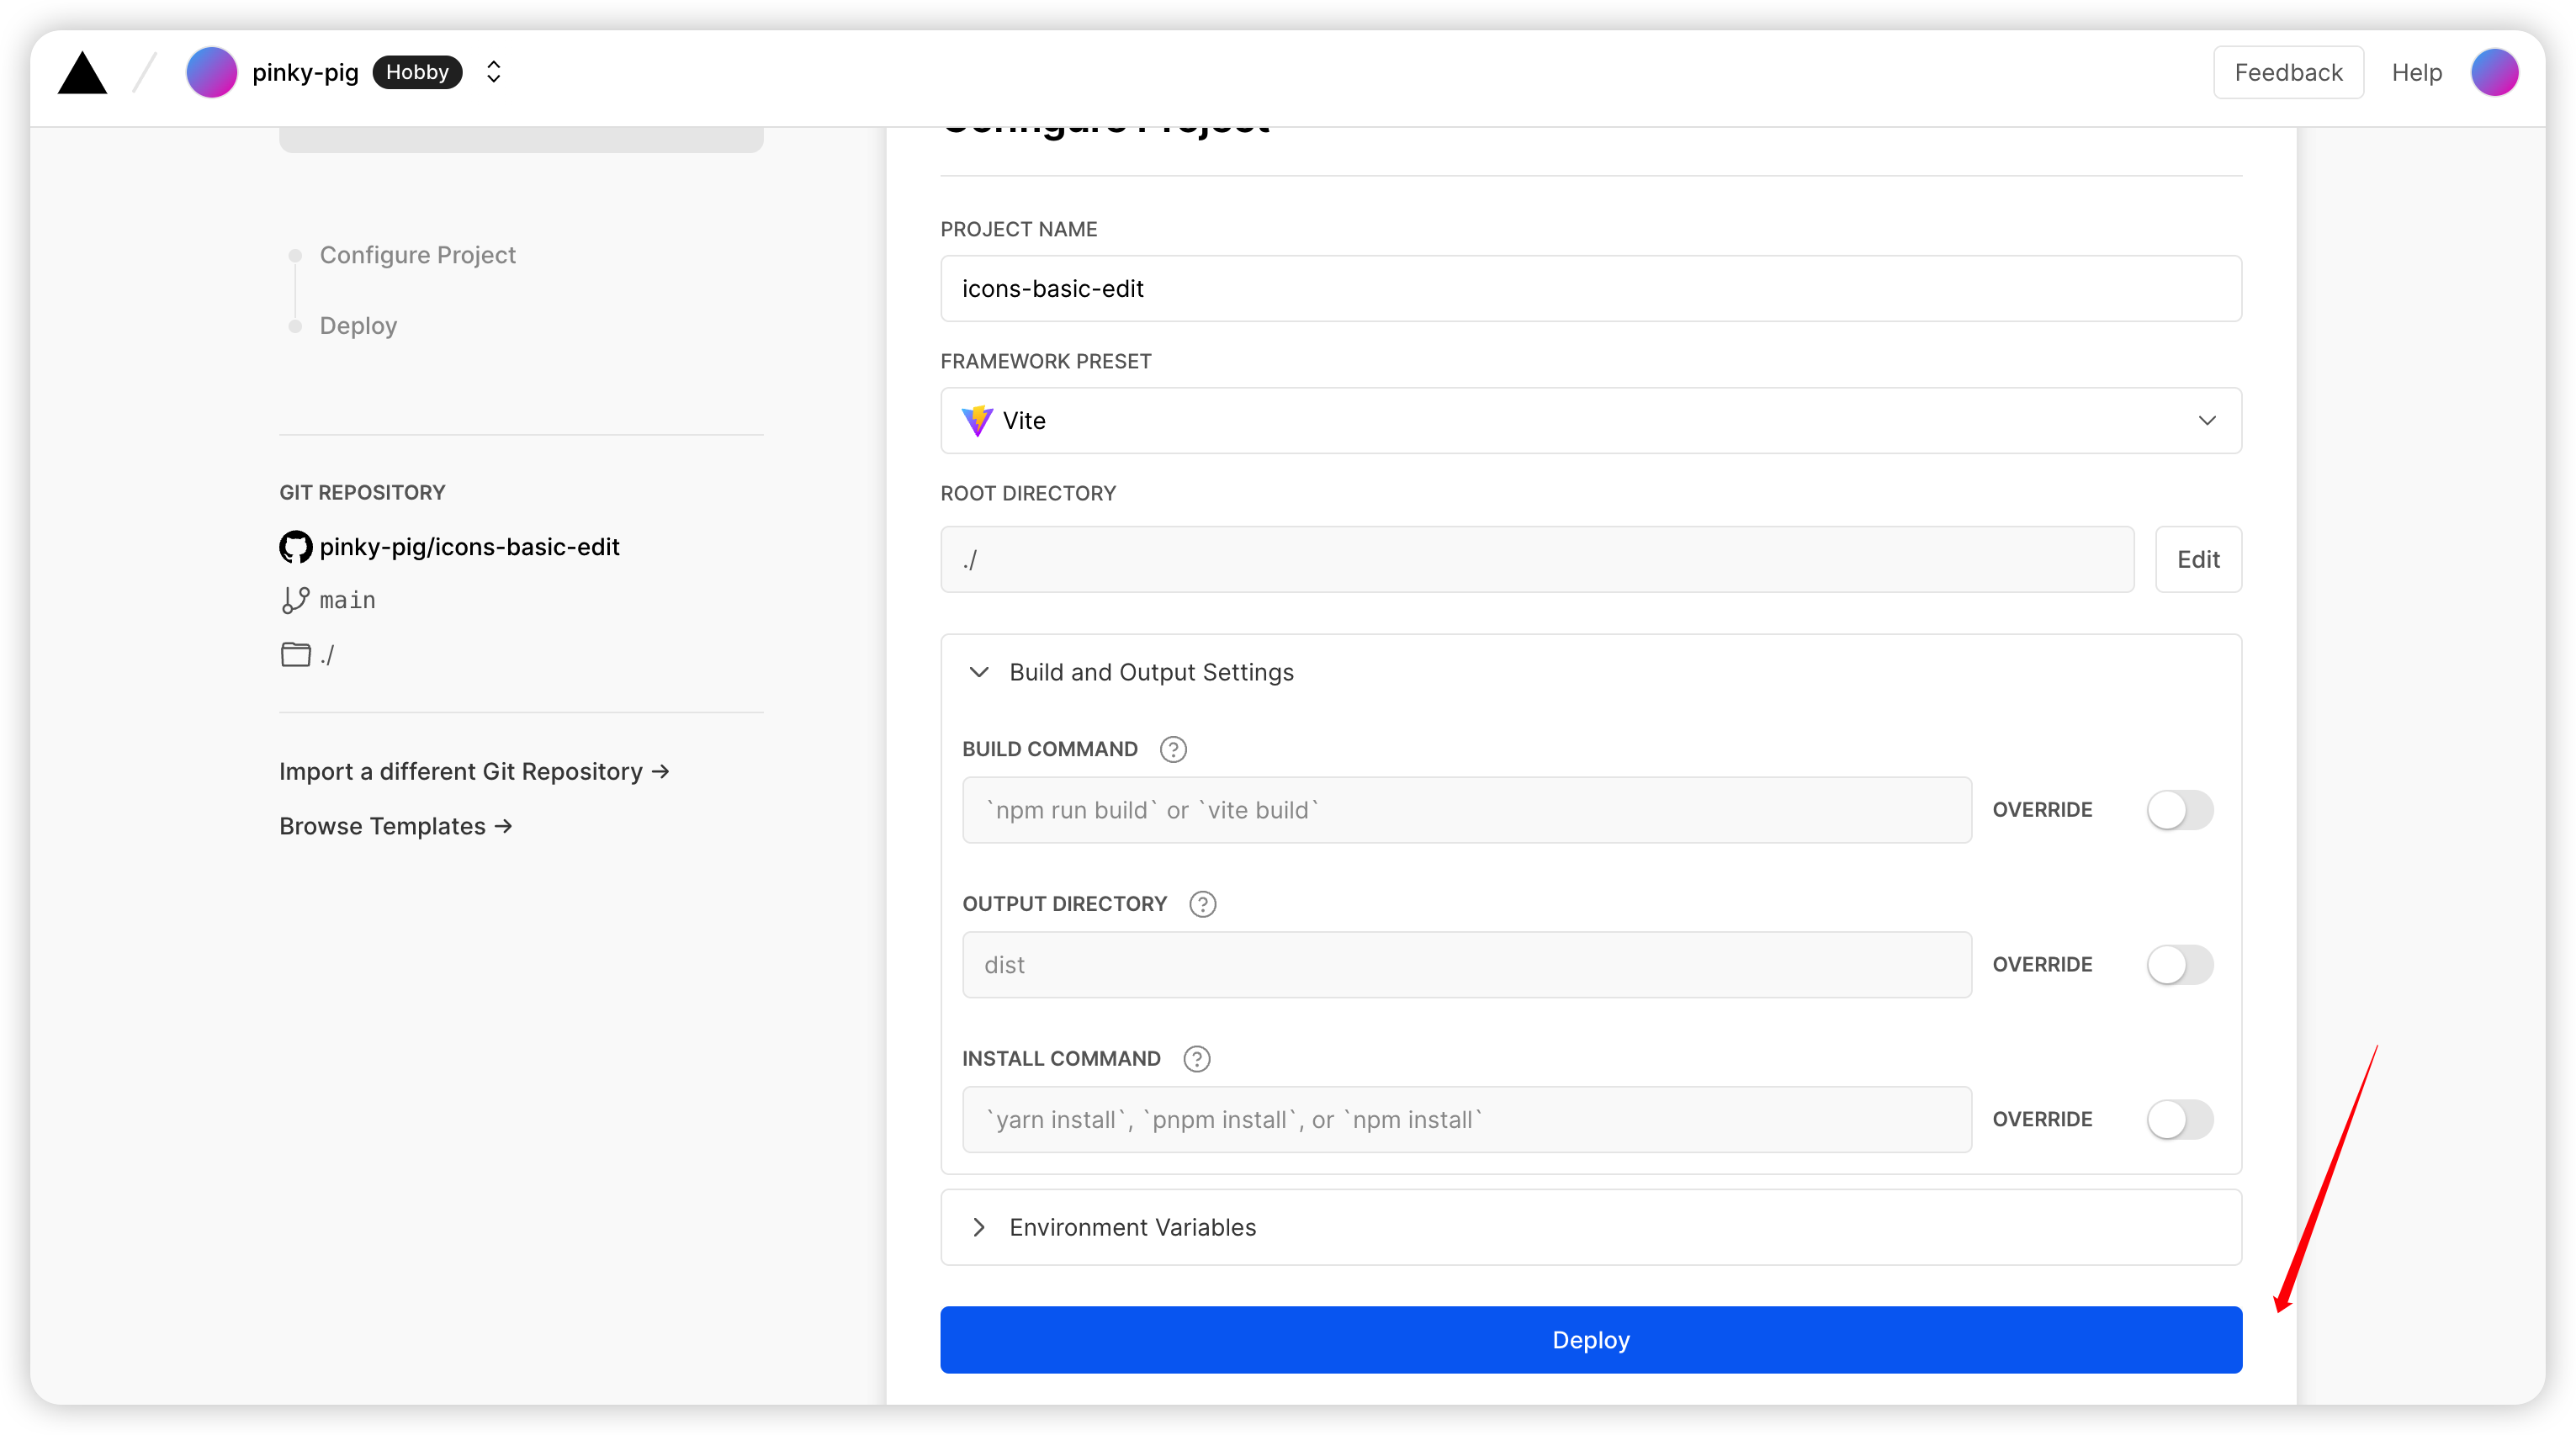 pinky-pig Hobby
Feedback Help
Configure Project
Deploy
GIT REPOSITORY
pinky-pig/icons-basic-edit
main
./
Import a different Git Repository →
Browse Templates →
Configure Project
PROJECT NAME
icons-basic-edit
FRAMEWORK PRESET
Vite
ROOT DIRECTORY
./ Edit
Build and Output Settings
BUILD COMMAND ?
`npm run build` or `vite build` OVERRIDE
OUTPUT DIRECTORY ?
dist OVERRIDE
INSTALL COMMAND ?
`yarn install`, `pnpm install`, or `npm install` OVERRIDE
Environment Variables
Deploy